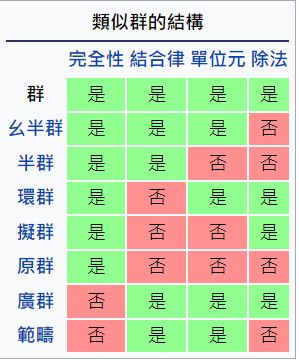 類似群的結構
完全性 結合律 單位元 除法
群 是 是 是 是
幺半群 是 是 是 否
半群 是 是 否 否
環群 是 否 是 是
擬群 是 否 否 是
原群 是 否 否 否
廣群 否 是 是 是
範疇 否 是 是 否